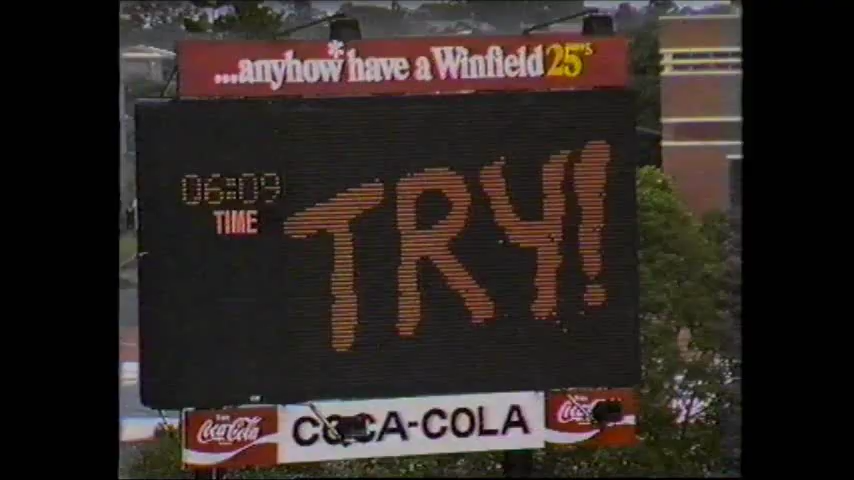 ...anyhow* have a Winfield 25's
06:09
TIME
TRY!
Coca-Cola
COCA-COLA
Coca-Cola